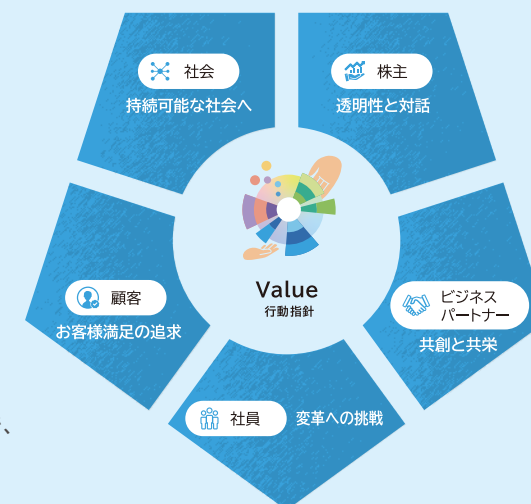 社会
持続可能な社会へ
株主
透明性と対話
Value
行動指針
顧客
お客様満足の追求
ビジネス
パートナー
共創と共栄
社員
変革への挑戦
、